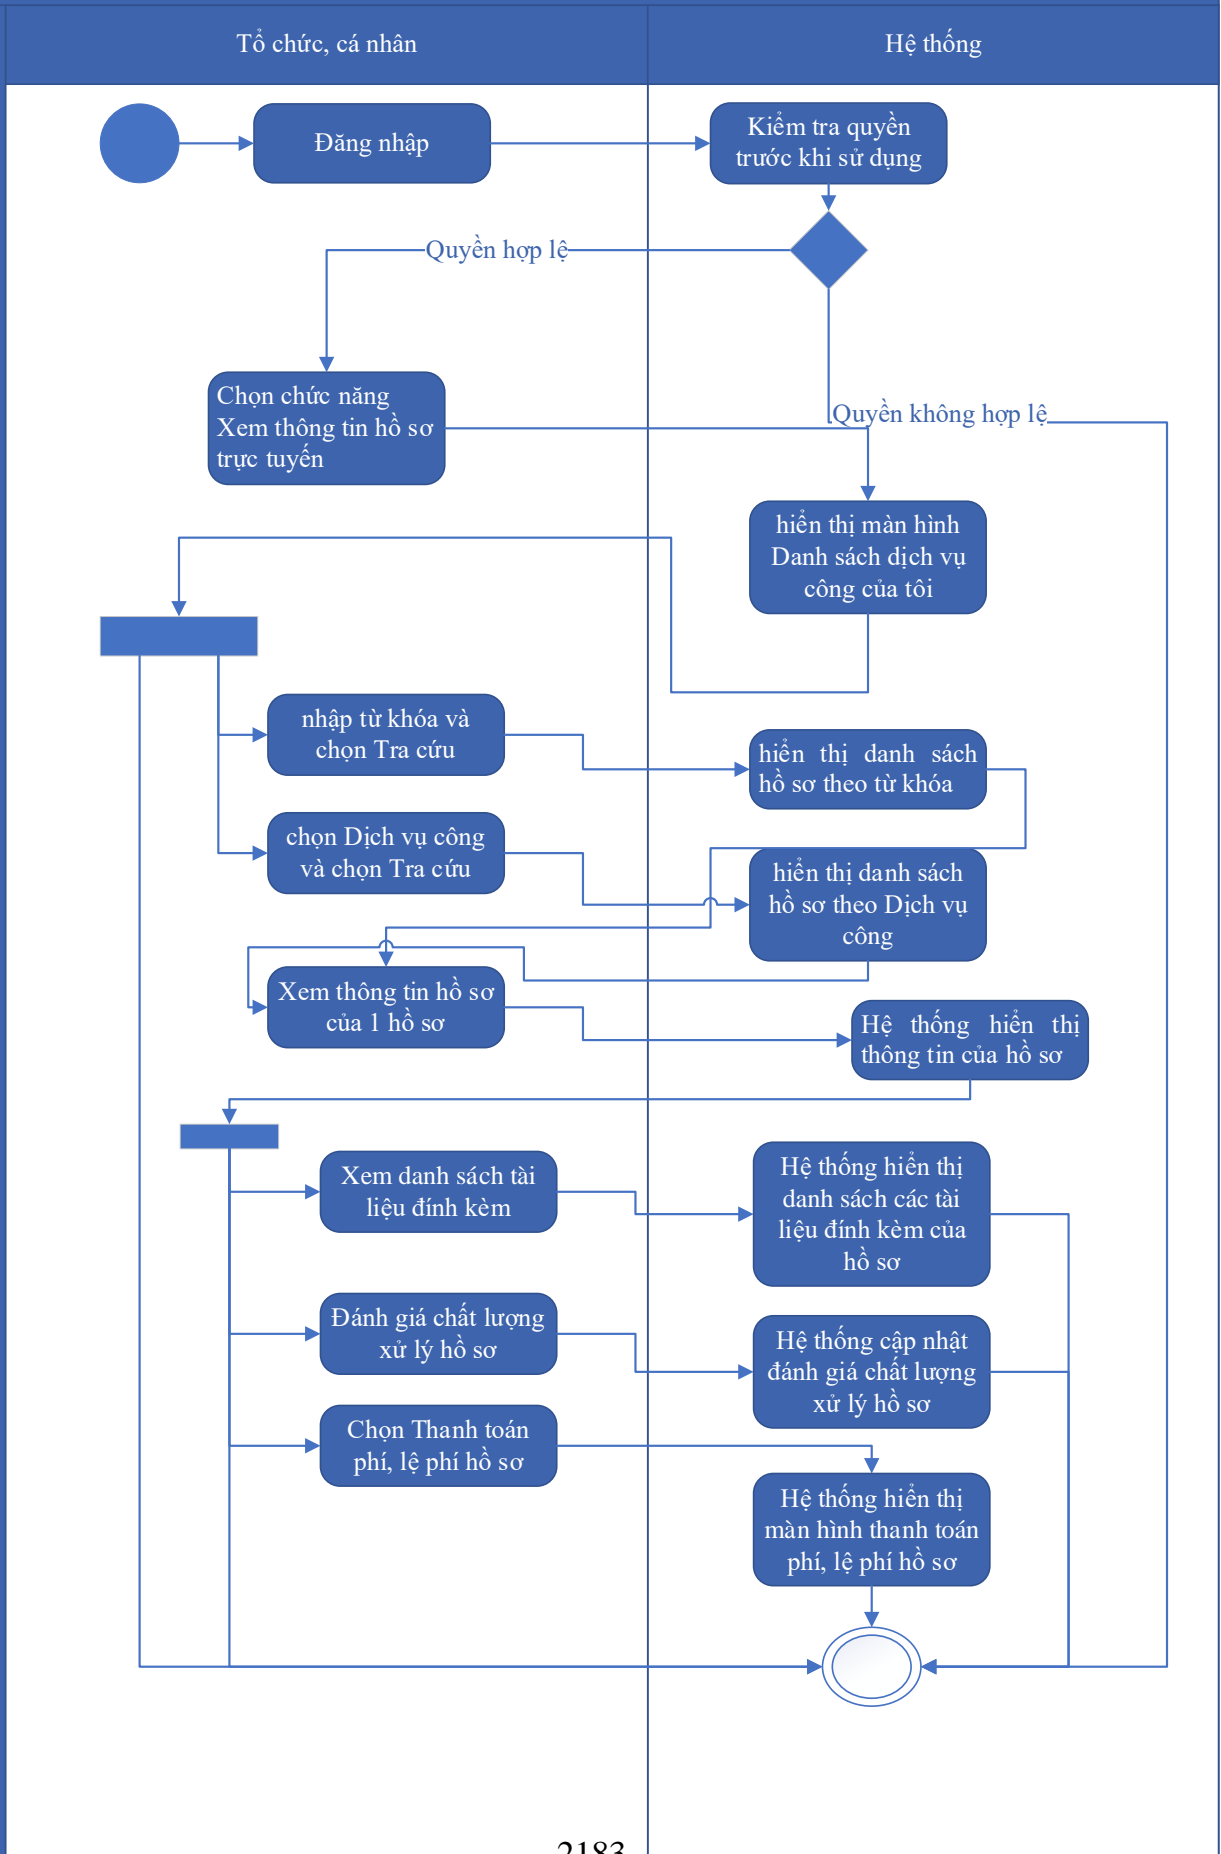 Tổ chức, cá nhân
Hệ thống
Đăng nhập
Kiểm tra quyền
trước khi sử dụng
Quyền hợp lệ
Chọn chức năng
Xem thông tin hồ sơ
trực tuyến
Quyền không hợp lệ
hiển thị màn hình
Danh sách dịch vụ
công của tôi
nhập từ khóa và
chọn Tra cứu
hiển thị danh sách
hồ sơ theo từ khóa
chọn Dịch vụ công
và chọn Tra cứu
hiển thị danh sách
hồ sơ theo Dịch vụ
công
Xem thông tin hồ sơ
của 1 hồ sơ
Hệ thống hiển thị
thông tin của hồ sơ
Xem danh sách tài
liệu đính kèm
Hệ thống hiển thị
danh sách các tài
liệu đính kèm của
hồ sơ
Đánh giá chất lượng
xử lý hồ sơ
Hệ thống cập nhật
đánh giá chất lượng
xử lý hồ sơ
Chọn Thanh toán
phí, lệ phí hồ sơ
Hệ thống hiển thị
màn hình thanh toán
phí, lệ phí hồ sơ
2183